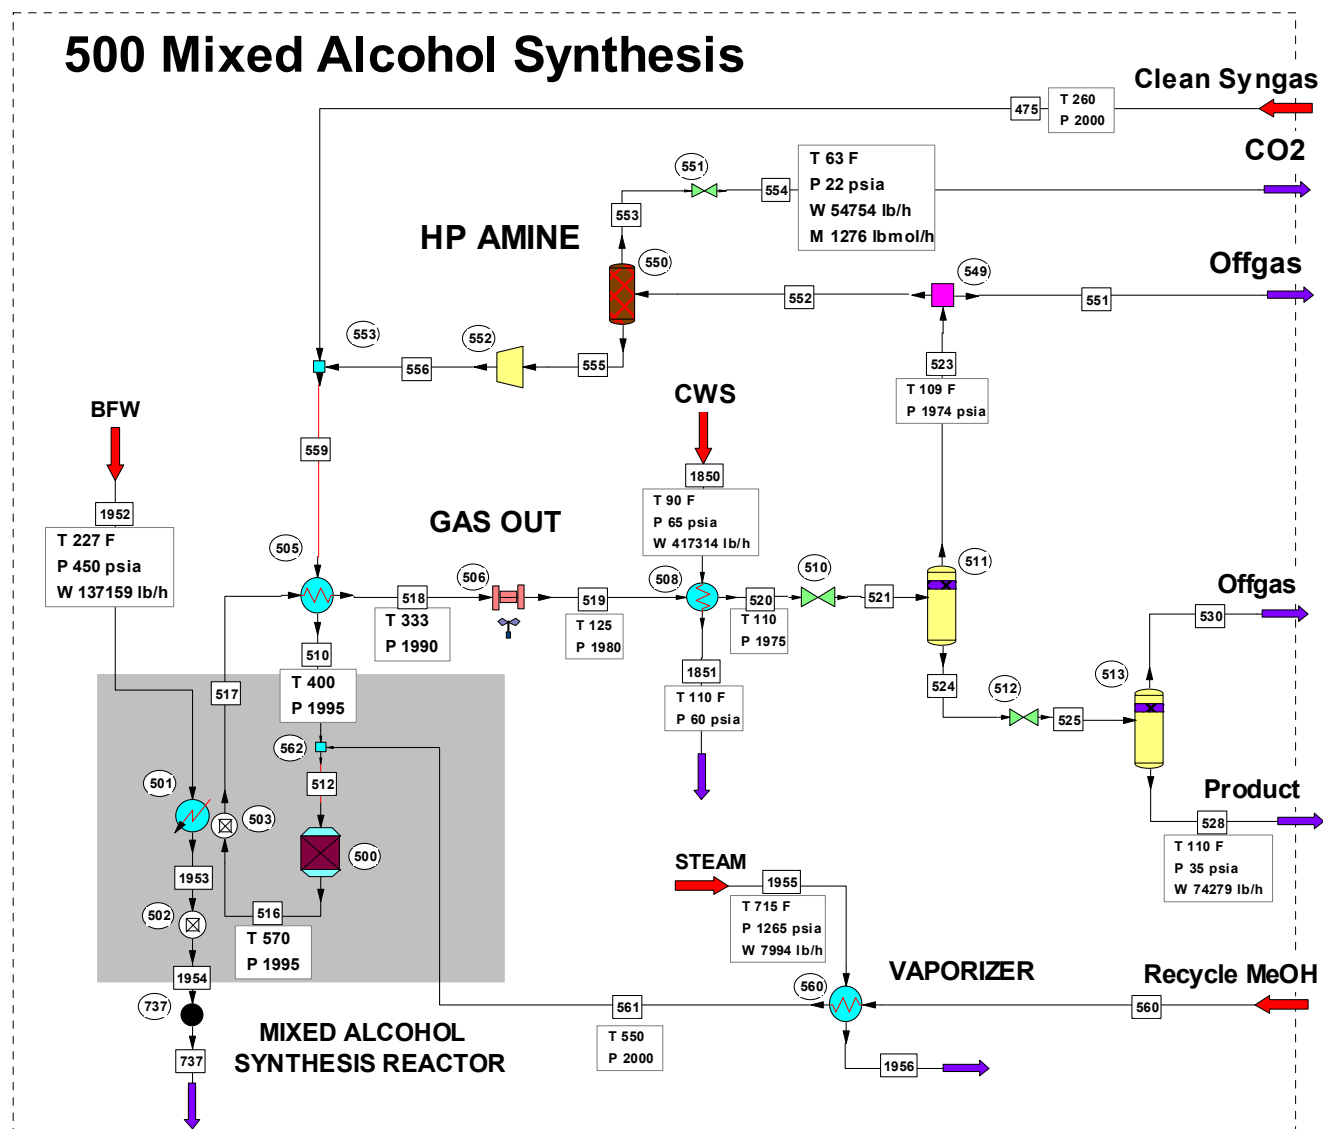 500 Mixed Alcohol Synthesis
Clean Syngas
475
T 260
P 2000
CO2
551
554
T 63 F
P 22 psia
W 54754 lb/h
M 1276 lbmol/h
553
HP AMINE
550
549
Offgas
552
551
553
552
556
555
523
T 109 F
P 1974 psia
BFW
CWS
559
1850
T 90 F
P 65 psia
W 417314 lb/h
1952
T 227 F
P 450 psia
W 137159 lb/h
GAS OUT
505
506
508
510
511
518
T 333
P 1990
519
T 125
P 1980
520
T 110
P 1975
521
Offgas
530
510
T 400
P 1995
517
1851
T 110 F
P 60 psia
524
512
525
513
562
501
503
512
Product
528
T 110 F
P 35 psia
W 74279 lb/h
500
1953
502
516
T 570
P 1995
STEAM
1955
T 715 F
P 1265 psia
W 7994 lb/h
1954
VAPORIZER
Recycle MeOH
737
560
561
T 550
P 2000
560
MIXED ALCOHOL
SYNTHESIS REACTOR
737
1956